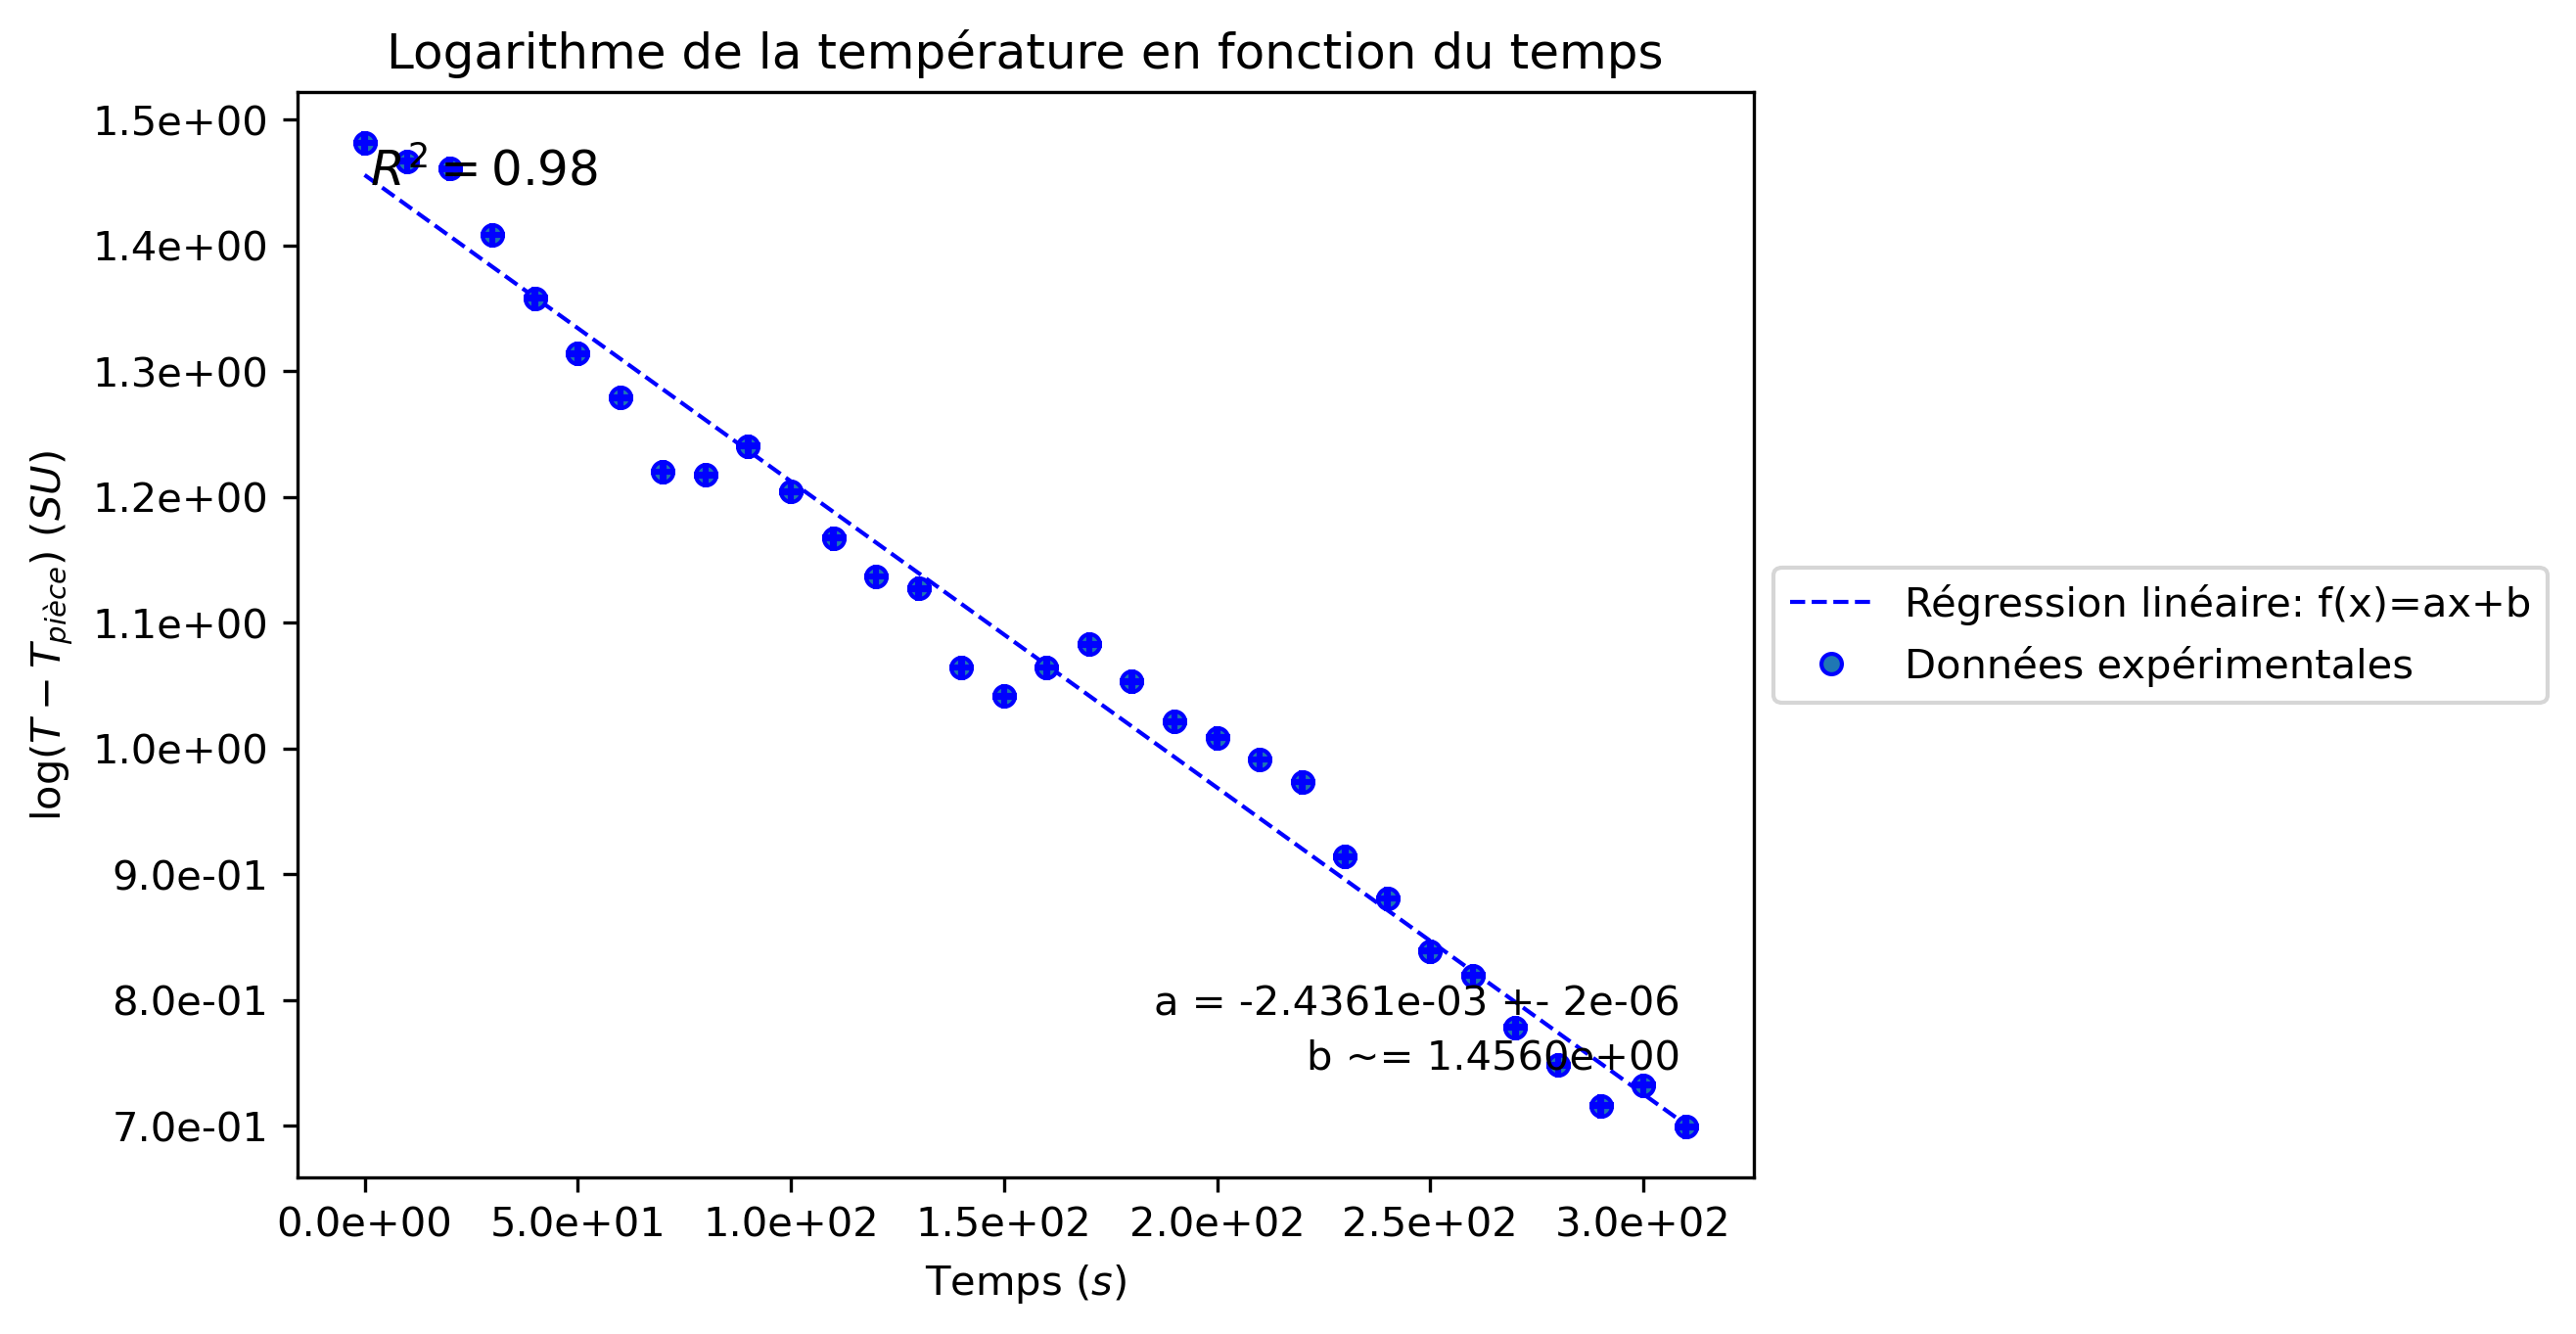 Logarithme de la température en fonction du temps
1.5e+00
1.4e+00
1.3e+00
1.2e+00
1.1e+00
1.0e+00
9.0e-01
8.0e-01
7.0e-01
log(T − Tpièce) (SU)
R² = 0.98
a = -2.4361e-03 +- 2e-06
b ~= 1.4560e+00
0.0e+00 5.0e+01 1.0e+02 1.5e+02 2.0e+02 2.5e+02 3.0e+02
Temps (s)
Régression linéaire: f(x)=ax+b
Données expérimentales